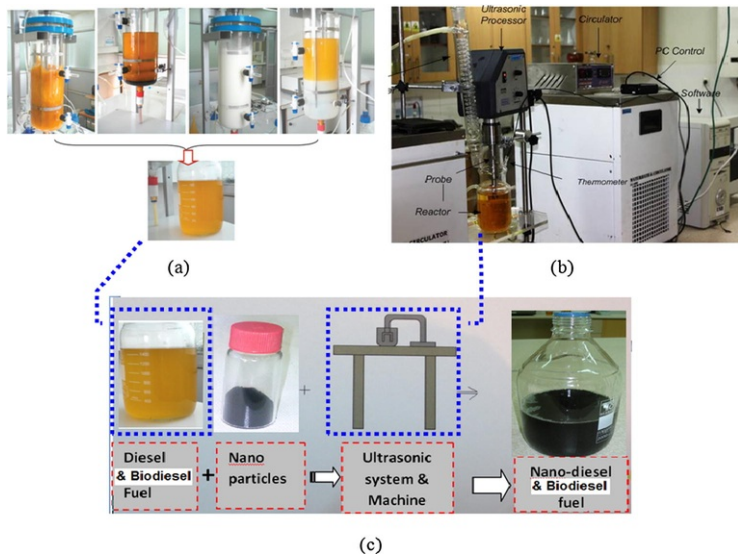 Ultrasonic
Processor
Circulator
PC Control
Software
Probe
Thermometer
Reactor
(a)
(b)
+
Diesel
& Biodiesel
Fuel
+
Nano
particles
Ultrasonic
system &
Machine
Nano-diesel
& Biodiesel
fuel
(c)